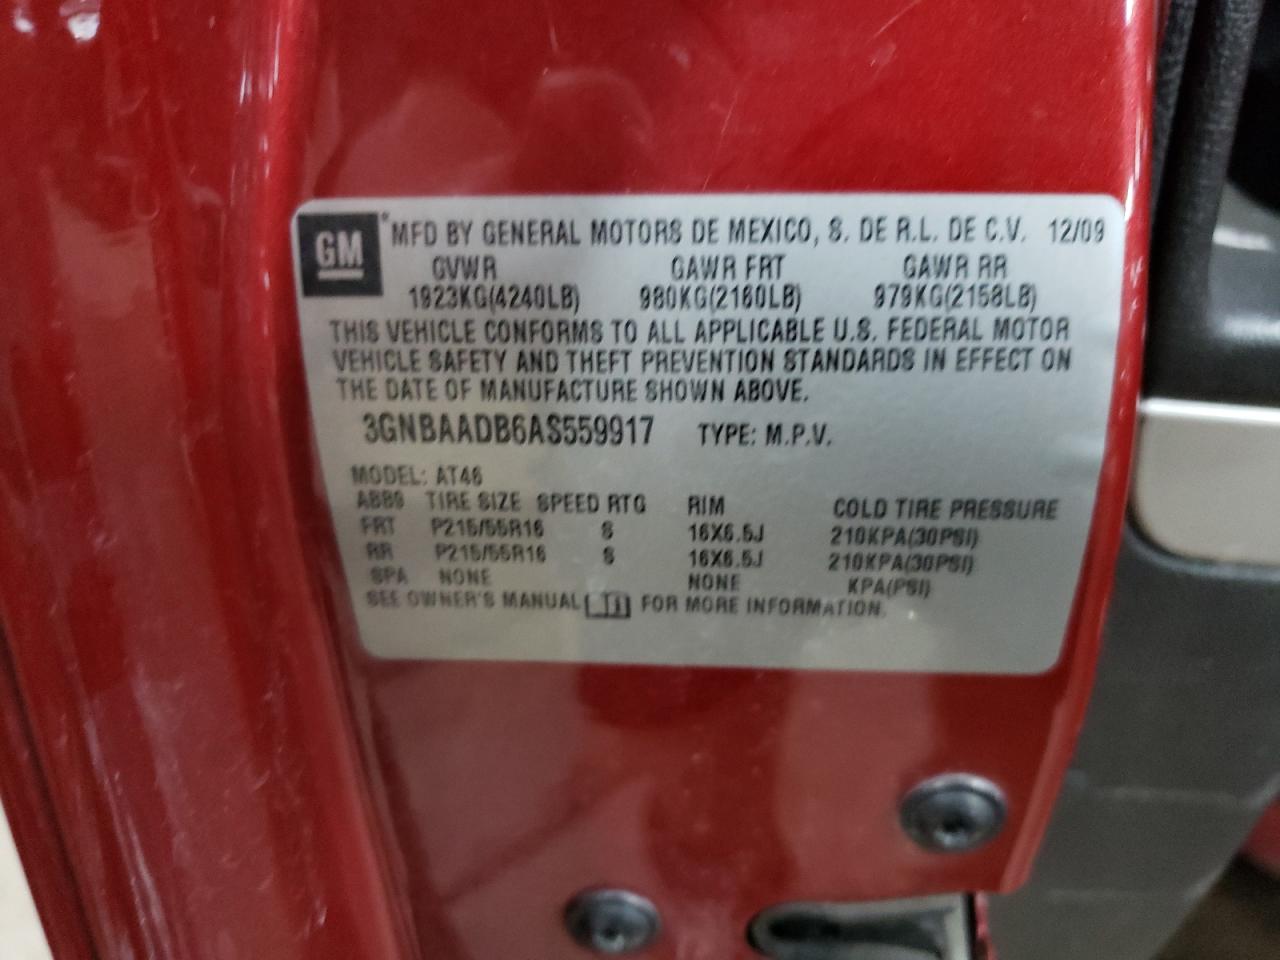 GM ® MFD BY GENERAL MOTORS DE MEXICO, S. DE R.L. DE C.V. 12/09
GVWR GAWR FRT GAWR RR
1923KG(4240LB) 980KG(2160LB) 979KG(2158LB)
THIS VEHICLE CONFORMS TO ALL APPLICABLE U.S. FEDERAL MOTOR
VEHICLE SAFETY AND THEFT PREVENTION STANDARDS IN EFFECT ON
THE DATE OF MANUFACTURE SHOWN ABOVE.
3GNBAADB6AS559917 TYPE: M.P.V.
MODEL: AT46
TIRE SIZE SPEED RTG RIM COLD TIRE PRESSURE
FRT P215/55R16 S 16X6.5J 210KPA(30PSI)
RR P215/55R16 S 16X6.5J 210KPA(30PSI)
SPA NONE NONE KPA(PSI)
SEE OWNER'S MANUAL FOR MORE INFORMATION.